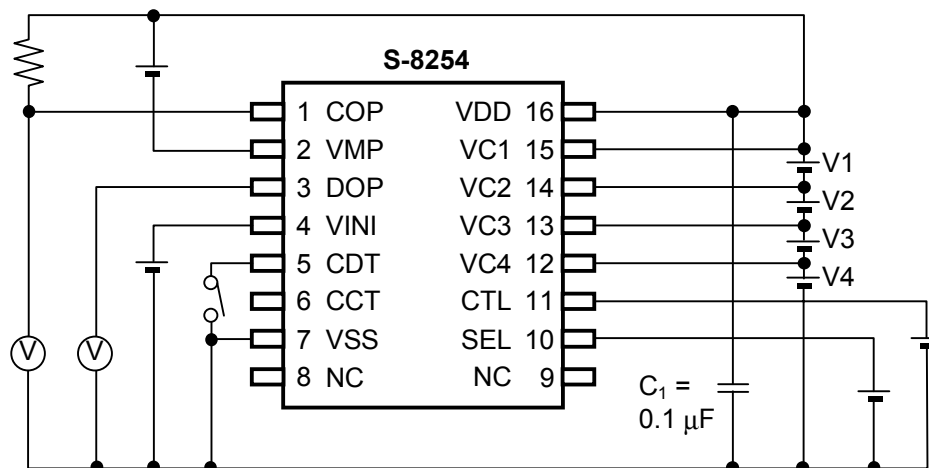 S-8254
1 COP VDD 16
2 VMP VC1 15
3 DOP VC2 14
4 VINI VC3 13
5 CDT VC4 12
6 CCT CTL 11
7 VSS SEL 10
8 NC NC 9
V1
V2
V3
V4
V
V
C₁ =
0.1 µF